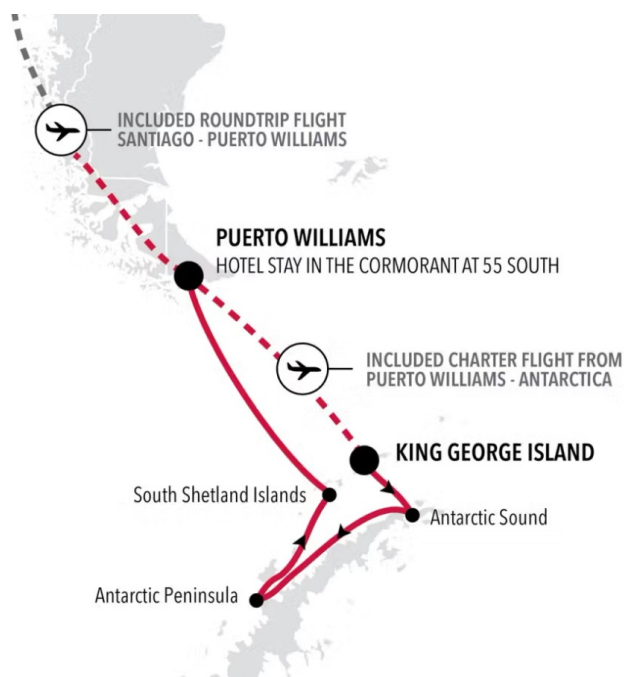 INCLUDED ROUNDTRIP FLIGHT
SANTIAGO - PUERTO WILLIAMS
PUERTO WILLIAMS
HOTEL STAY IN THE CORMORANT AT 55 SOUTH
INCLUDED CHARTER FLIGHT FROM
PUERTO WILLIAMS - ANTARCTICA
KING GEORGE ISLAND
South Shetland Islands
Antarctic Sound
Antarctic Peninsula